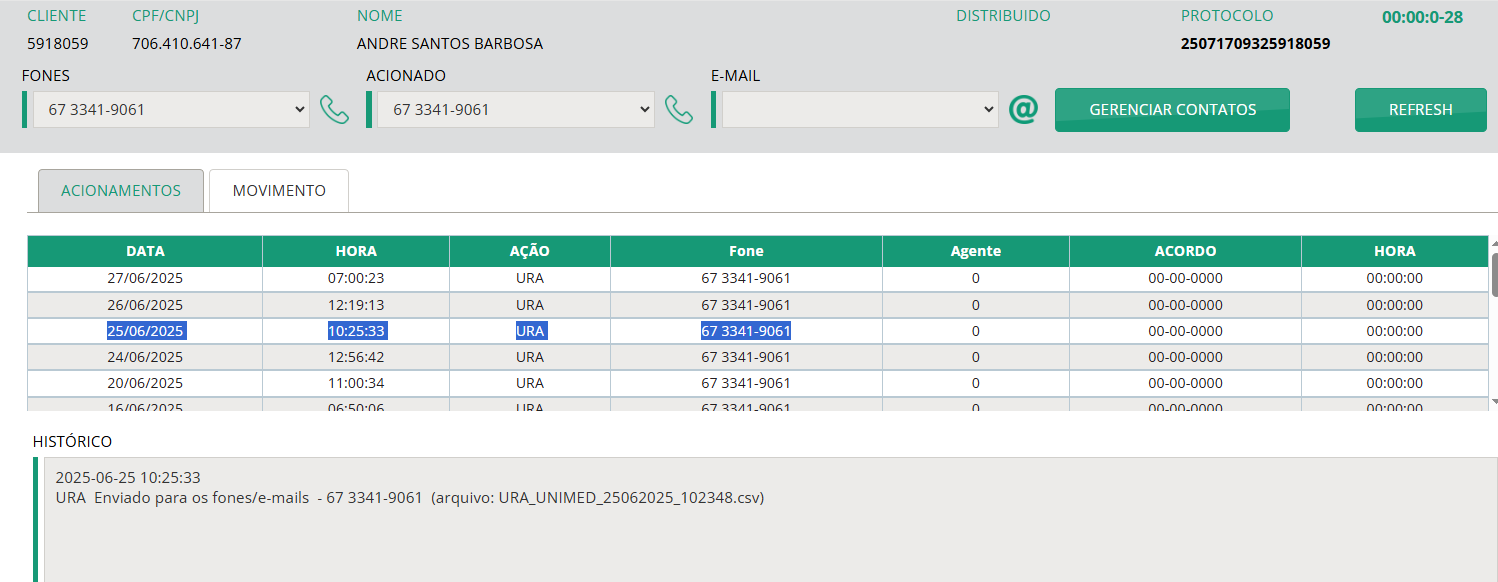 CLIENTE CPF/CNPJ NOME DISTRIBUIDO PROTOCOLO 00:00:0-28
5918059 706.410.641-87 ANDRE SANTOS BARBOSA 25071709325918059
FONES ACIONADO E-MAIL
67 3341-9061 67 3341-9061 @ GERENCIAR CONTATOS REFRESH
ACIONAMENTOS MOVIMENTO
DATA HORA AÇÃO Fone Agente ACORDO HORA
27/06/2025 07:00:23 URA 67 3341-9061 0 00-00-0000 00:00:00
26/06/2025 12:19:13 URA 67 3341-9061 0 00-00-0000 00:00:00
25/06/2025 10:25:33 URA 67 3341-9061 0 00-00-0000 00:00:00
24/06/2025 12:56:42 URA 67 3341-9061 0 00-00-0000 00:00:00
20/06/2025 11:00:34 URA 67 3341-9061 0 00-00-0000 00:00:00
16/06/2025 06:50:06 URA 67 3341-9061 0 00-00-0000 00:00:00
HISTÓRICO
2025-06-25 10:25:33
URA Enviado para os fones/e-mails - 67 3341-9061 (arquivo: URA_UNIMED_25062025_102348.csv)